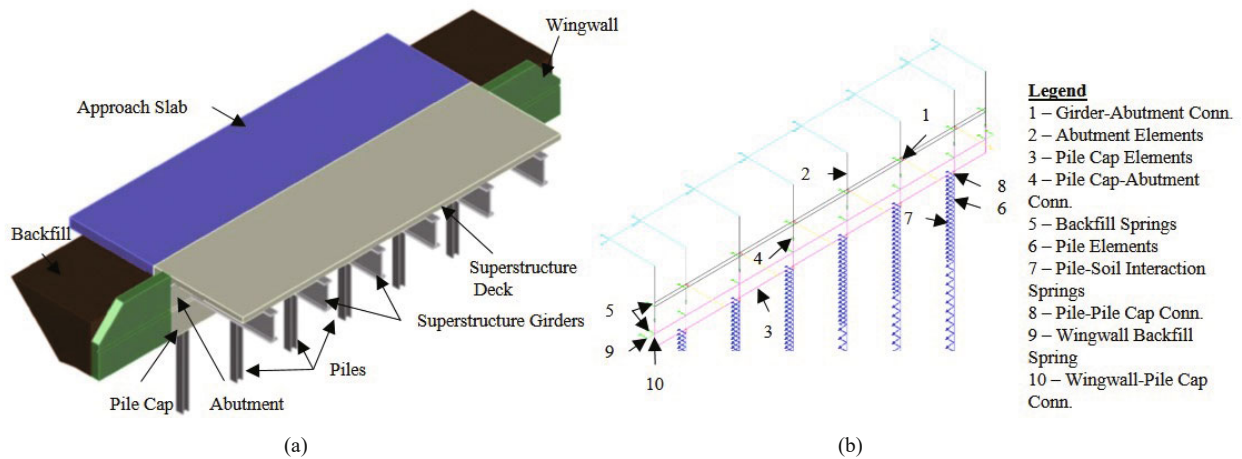 Wingwall
Approach Slab
Backfill
Superstructure
Deck
Superstructure Girders
Piles
Pile Cap
Abutment
(a)
1
2
8
6
7
4
5
3
9
10
(b)
Legend
1 – Girder-Abutment Conn.
2 – Abutment Elements
3 – Pile Cap Elements
4 – Pile Cap-Abutment
Conn.
5 – Backfill Springs
6 – Pile Elements
7 – Pile-Soil Interaction
Springs
8 – Pile-Pile Cap Conn.
9 – Wingwall Backfill
Spring
10 – Wingwall-Pile Cap
Conn.